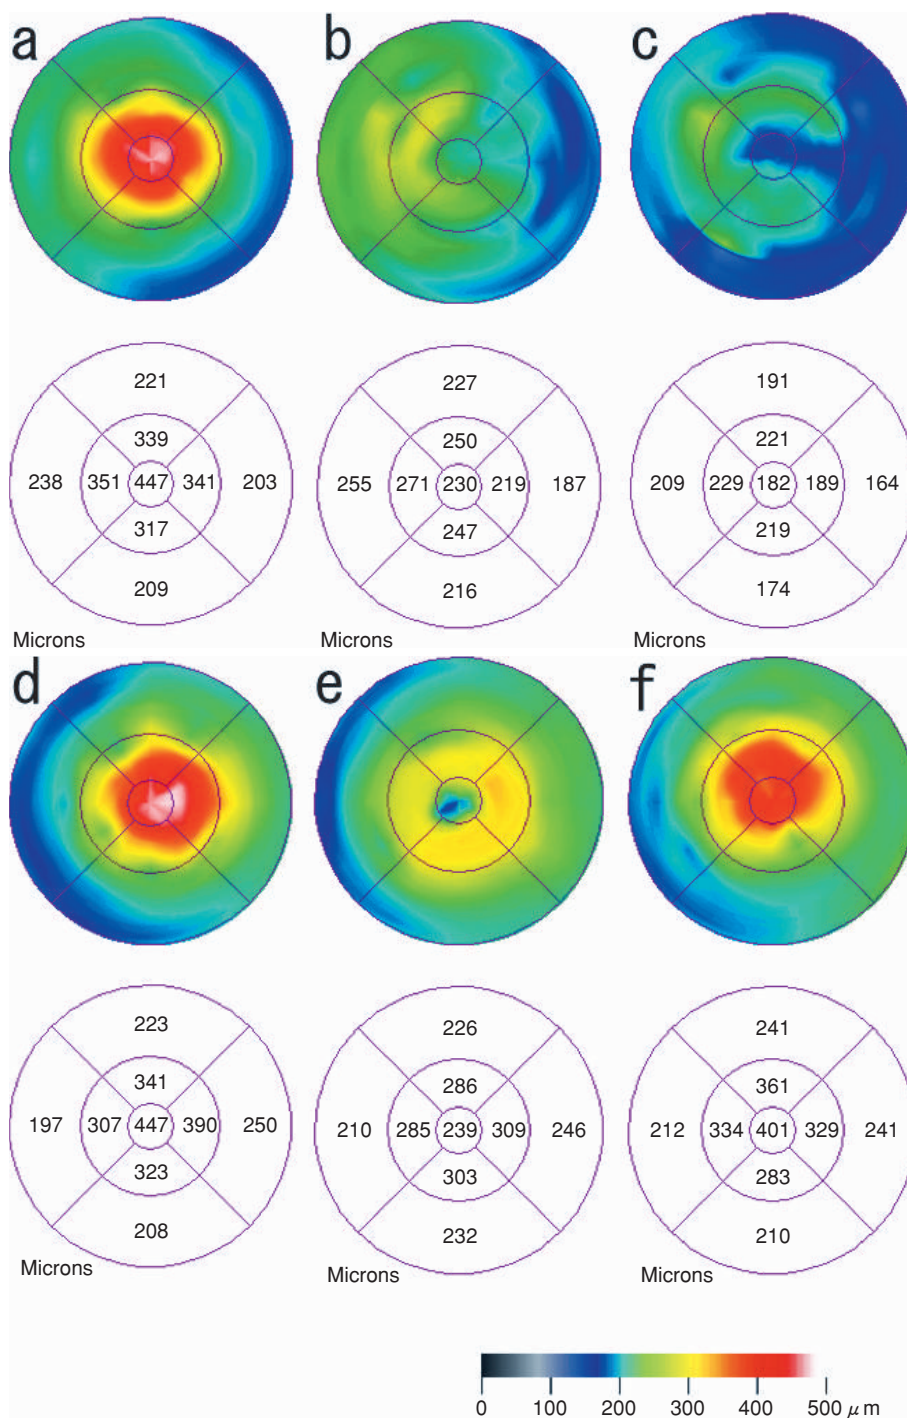 a b c
221 227 191
339 250 221
238 351 447 341 203 255 271 230 219 187 209 229 182 189 164
317 247 219
209 216 174
Microns Microns Microns
d e f
223 226 241
341 286 361
197 307 447 390 250 210 285 239 309 246 212 334 401 329 241
323 303 283
208 232 210
Microns Microns Microns
0 100 200 300 400 500 μm